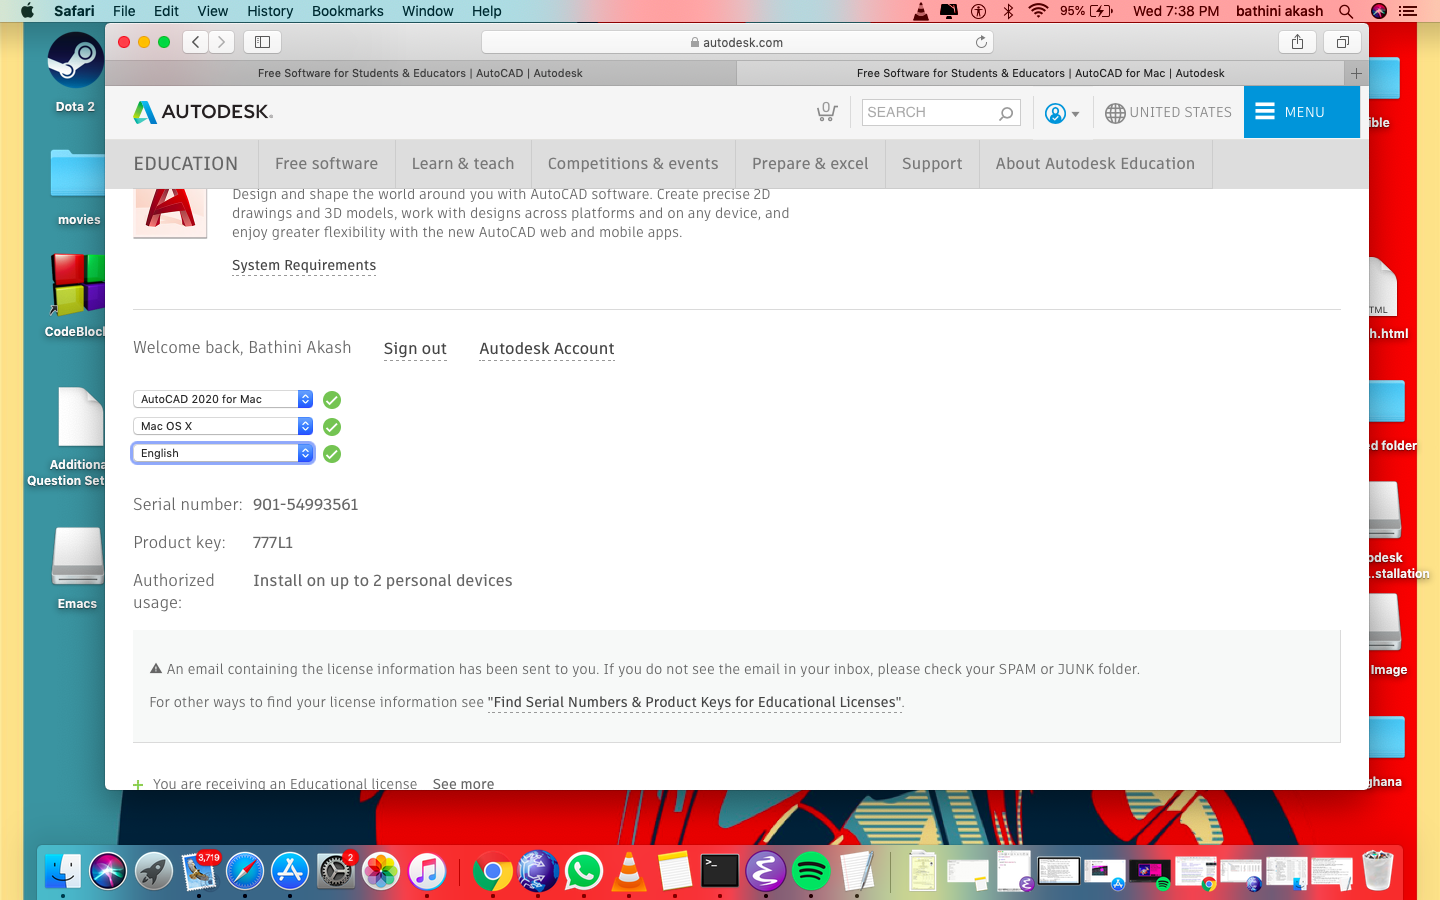 Safari File Edit View History Bookmarks Window Help 95% Wed 7:38 PM bathini akash
autodesk.com
Free Software for Students & Educators | AutoCAD | Autodesk
Free Software for Students & Educators | AutoCAD for Mac | Autodesk
AUTODESK.
0
SEARCH
UNITED STATES
MENU
EDUCATION Free software Learn & teach Competitions & events Prepare & excel Support About Autodesk Education
Design and shape the world around you with AutoCAD software. Create precise 2D
drawings and 3D models, work with designs across platforms and on any device, and
enjoy greater flexibility with the new AutoCAD web and mobile apps.
System Requirements
Welcome back, Bathini Akash Sign out Autodesk Account
AutoCAD 2020 for Mac
Mac OS X
English
Serial number: 901-54993561
Product key: 777L1
Authorized
usage:
Install on up to 2 personal devices
An email containing the license information has been sent to you. If you do not see the email in your inbox, please check your SPAM or JUNK folder.
For other ways to find your license information see "Find Serial Numbers & Product Keys for Educational Licenses".
+ You are receiving an Educational license See more
Dota 2
movies
CodeBloc
Additiona
Question Set
Emacs
ible
HTML
h.html
d folder
odesk
...stallation
Image
ghana
3,719
2